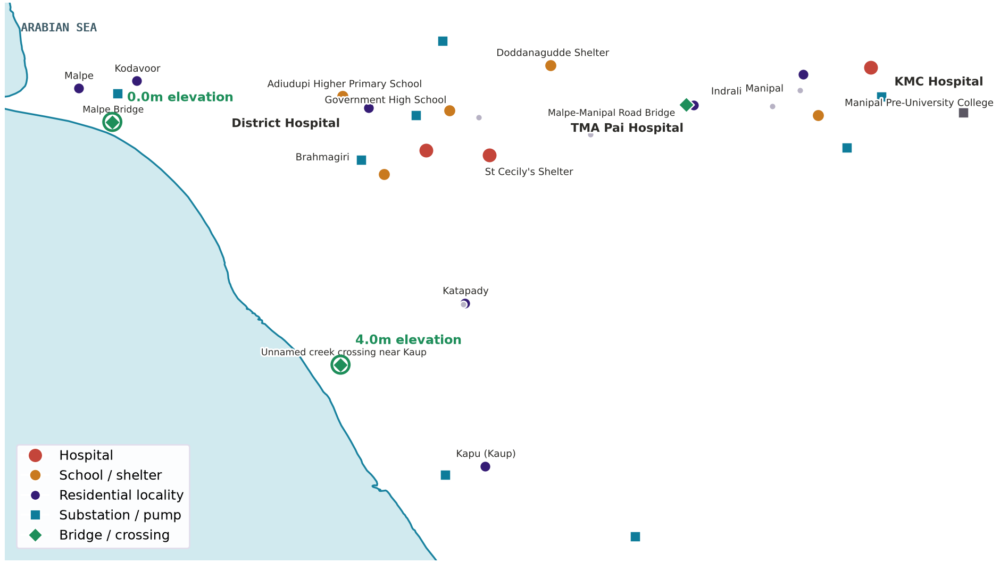 ARABIAN SEA
Doddanagudde Shelter
Kodavoor
Malpe
KMC Hospital
Adiudupi Higher Primary School
Manipal
Indrali
0.0m elevation
Government High School
Manipal Pre-University College
Malpe Bridge
Malpe-Manipal Road Bridge
District Hospital
TMA Pai Hospital
Brahmagiri
St Cecily's Shelter
Katapady
4.0m elevation
Unnamed creek crossing near Kaup
Kapu (Kaup)
Hospital
School / shelter
Residential locality
Substation / pump
Bridge / crossing